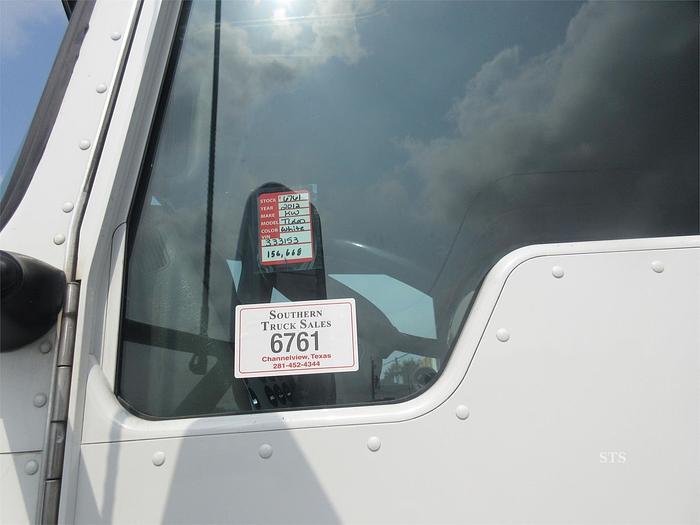 STOCK 6761
YEAR 2012
MAKE KW
MODEL T660
COLOR White
VIN
333153
156,668
SOUTHERN
TRUCK SALES
6761
Channelview, Texas
281-452-4344
STS